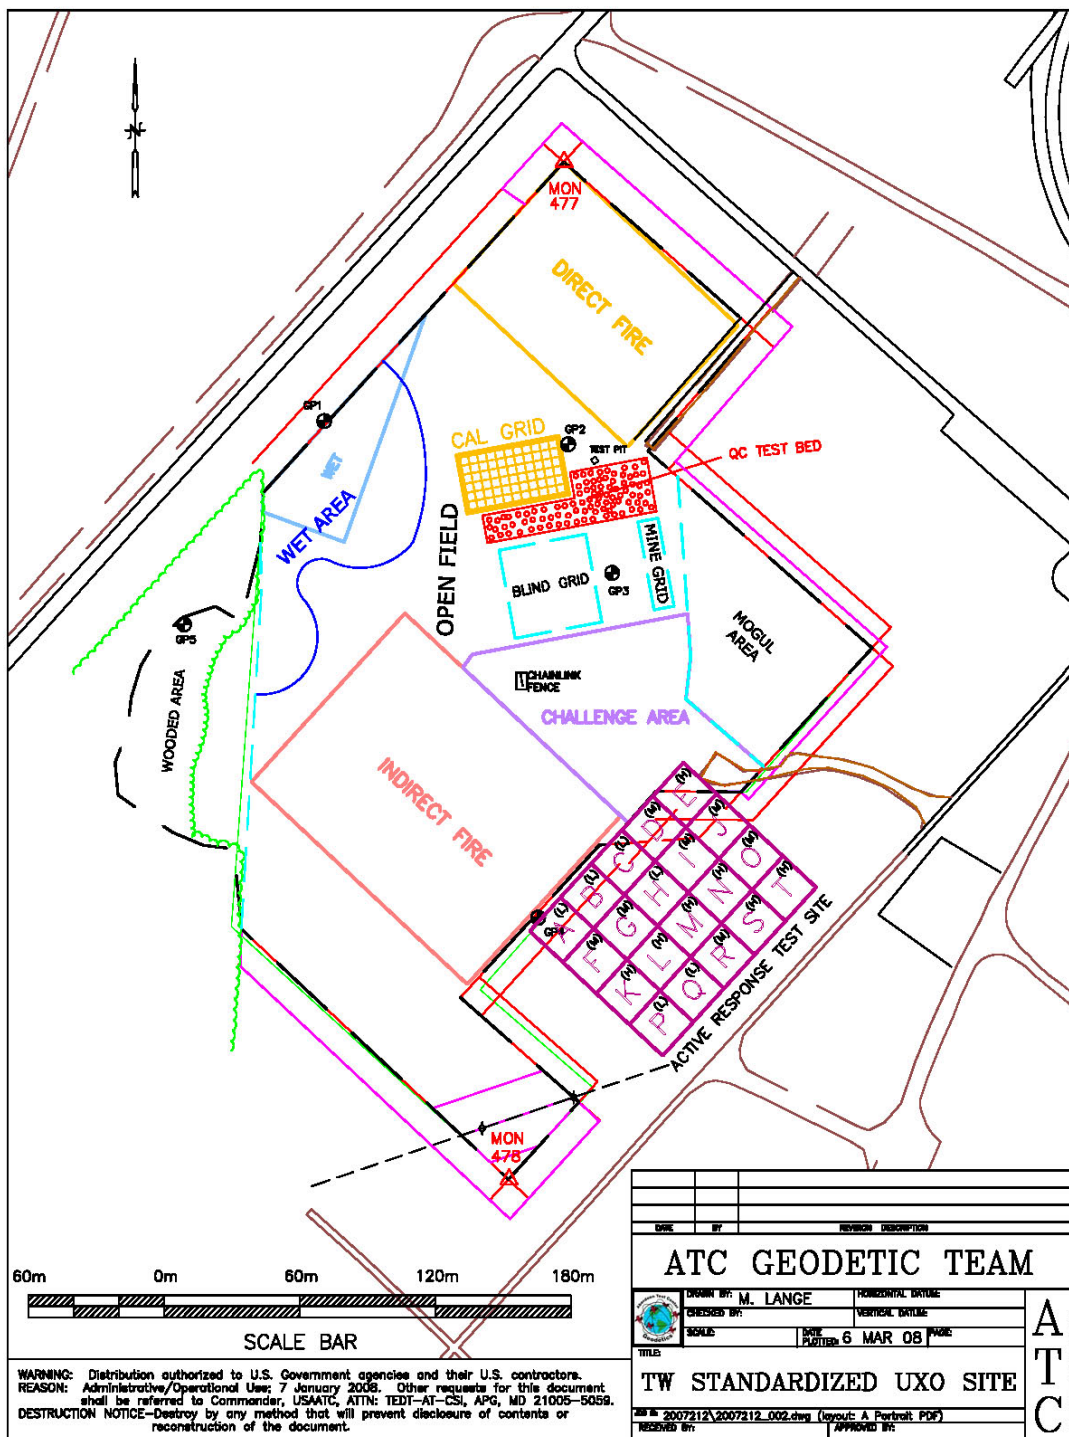 N
MON
477
DIRECT FIRE
GP1
CAL GRID
GP2
TEST PIT
QC TEST BED
WET
WET AREA
OPEN FIELD
BLIND GRID
GP3
MINE GRID
MOGUL
AREA
GP5
WOODED AREA
CHAINLINK
FENCE
CHALLENGE AREA
INDIRECT FIRE
E (H)
D (M)
J (M)
C (L)
I (M)
O (M)
B (L)
H (L)
N (H)
T (H)
A (L)
G (M)
M (H)
S (H)
GP4
F (M)
L (H)
R (M)
K (H)
Q (L)
P (L)
ACTIVE RESPONSE TEST SITE
MON
475
60m 0m 60m 120m 180m
SCALE BAR
WARNING: Distribution authorized to U.S. Government agencies and their U.S. contractors.
REASON: Administrative/Operational Use; 7 January 2008. Other requests for this document
shall be referred to Commander, USAATC, ATTN: TEDT-AT-CSI, APG, MD 21005-5059.
DESTRUCTION NOTICE-Destroy by any method that will prevent disclosure of contents or
reconstruction of the document.
DATE BY REVISION DESCRIPTION
ATC GEODETIC TEAM
DRAWN BY: M. LANGE HORIZONTAL DATUM:
CHECKED BY: VERTICAL DATUM:
SCALE: DATE PLOTTED: 6 MAR 08 PAGE:
TITLE:
TW STANDARDIZED UXO SITE
2007212\2007212_002.dwg (layout: A Portrait PDF)
RECEIVED BY: APPROVED BY:
ATC